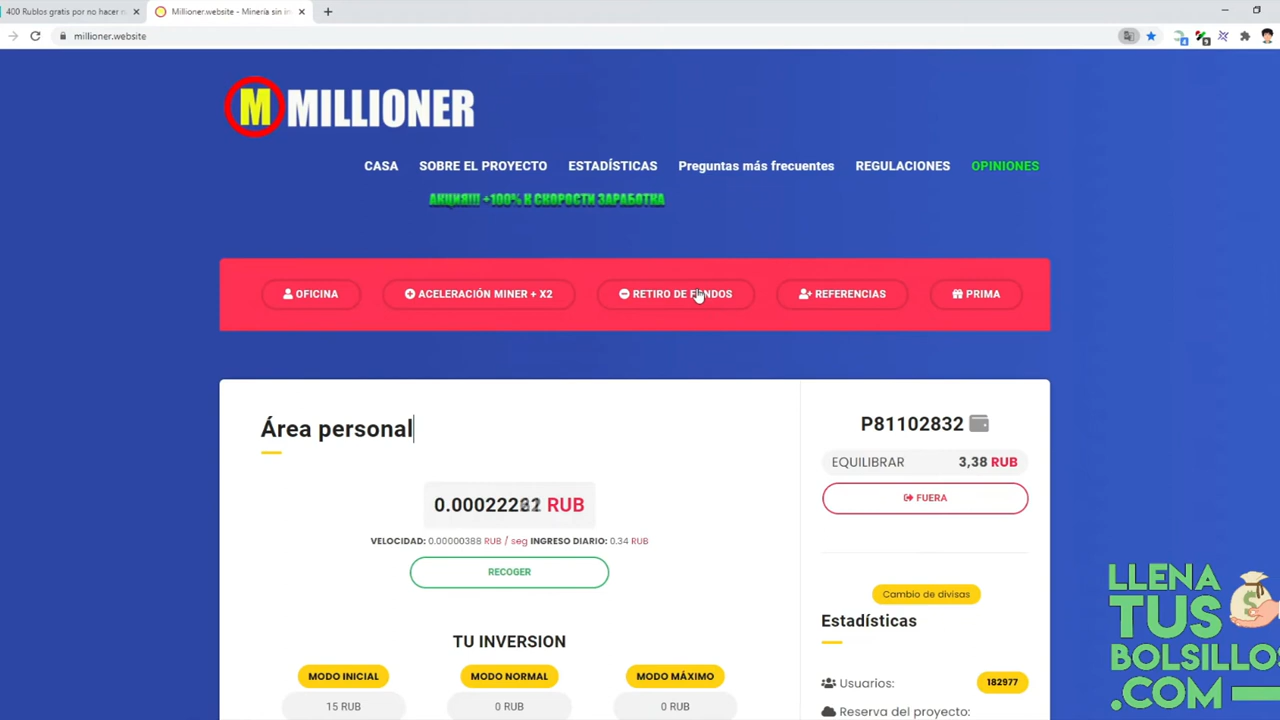 400 Rublos gratis por no hacer n
Millioner.website - Minería sin in
millioner.website
M MILLIONER
CASA
SOBRE EL PROYECTO
ESTADÍSTICAS
Preguntas más frecuentes
REGULACIONES
OPINIONES
АКЦИЯ!!! +100% К СКОРОСТИ ЗАРАБОТКА
OFICINA
ACELERACIÓN MINER + X2
RETIRO DE FONDOS
REFERENCIAS
PRIMA
Área personal
RUB
VELOCIDAD: 0.00000388 RUB / seg INGRESO DIARIO: 0.34 RUB
RECOGER
TU INVERSION
MODO INICIAL
MODO NORMAL
MODO MÁXIMO
15 RUB
0 RUB
0 RUB
P81102832
EQUILIBRAR 3,38 RUB
FUERA
Cambio de divisas
Estadísticas
Usuarios: 182977
Reserva del proyecto:
LLENA
TUS
BOLSILLOS
.COM